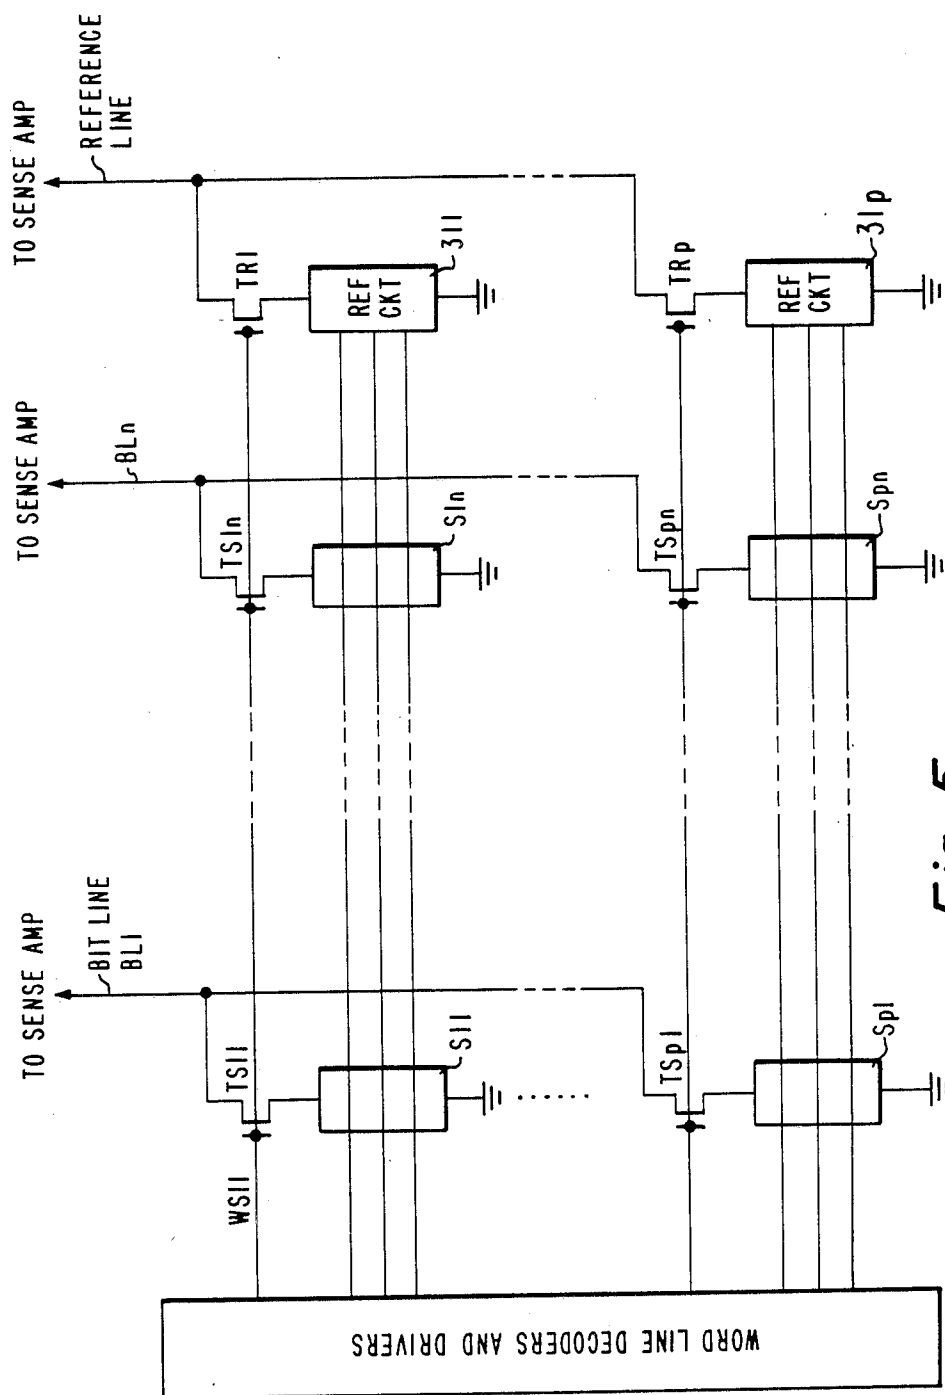 TO SENSE AMP
TO SENSE AMP
TO SENSE AMP
BIT LINE
BL1
BLn
REFERENCE
LINE
WS11
TS11
TS1n
TR1
S11
S1n
REF
CKT
311
TSp1
TSpn
TRp
Sp1
Spn
REF
CKT
31p
WORD LINE DECODERS AND DRIVERS